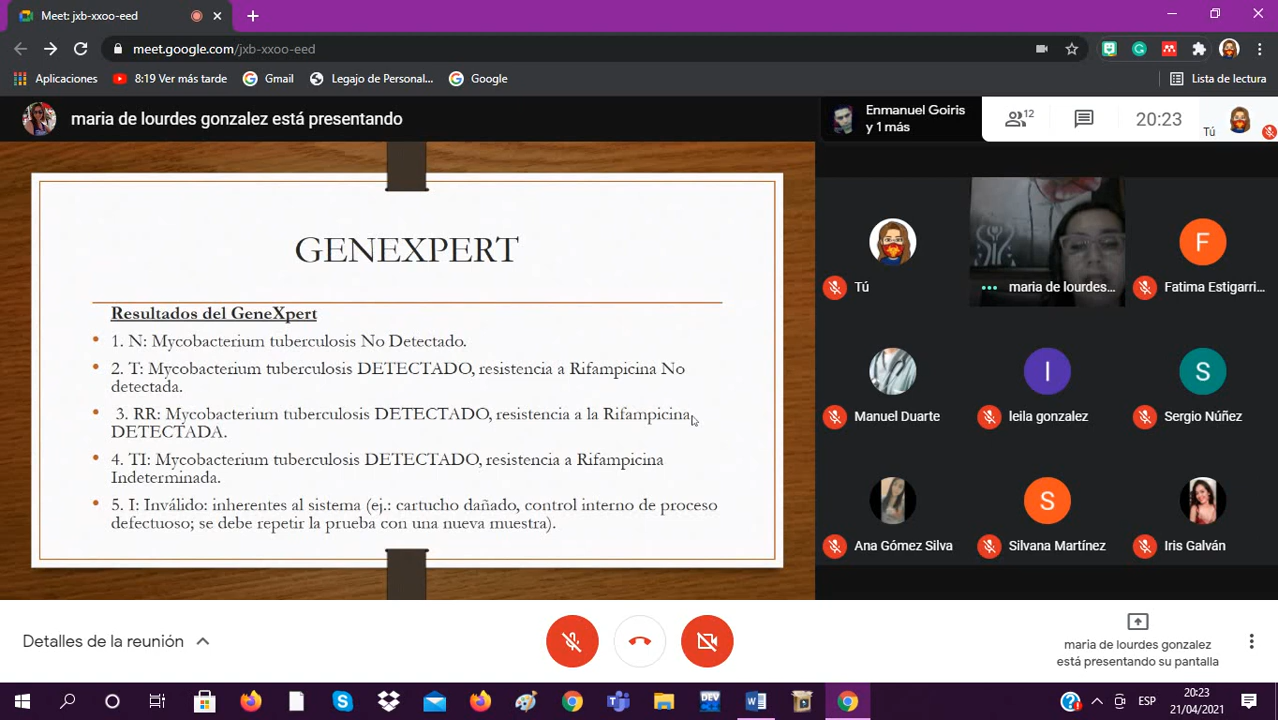 Meet: jxb-xxoo-eed
meet.google.com/jxb-xxoo-eed
Aplicaciones
8:19 Ver más tarde
Gmail
Legajo de Personal...
Google
Lista de lectura
maria de lourdes gonzalez está presentando
Enmanuel Goiris
y 1 más
12
20:23
Tú
GENEXPERT
Resultados del GeneXpert
• 1. N: Mycobacterium tuberculosis No Detectado.
• 2. T: Mycobacterium tuberculosis DETECTADO, resistencia a Rifampicina No
detectada.
• 3. RR: Mycobacterium tuberculosis DETECTADO, resistencia a la Rifampicina,
DETECTADA.
• 4. TI: Mycobacterium tuberculosis DETECTADO, resistencia a Rifampicina
Indeterminada.
• 5. I: Inválido: inherentes al sistema (ej.: cartucho dañado, control interno de proceso
defectuoso; se debe repetir la prueba con una nueva muestra).
Tú
maria de lourdes...
Fatima Estigarri...
Manuel Duarte
I
leila gonzalez
S
Sergio Núñez
F
Ana Gómez Silva
S
Silvana Martínez
Iris Galván
Detalles de la reunión
maria de lourdes gonzalez
está presentando su pantalla
DEV
ESP
20:23
21/04/2021